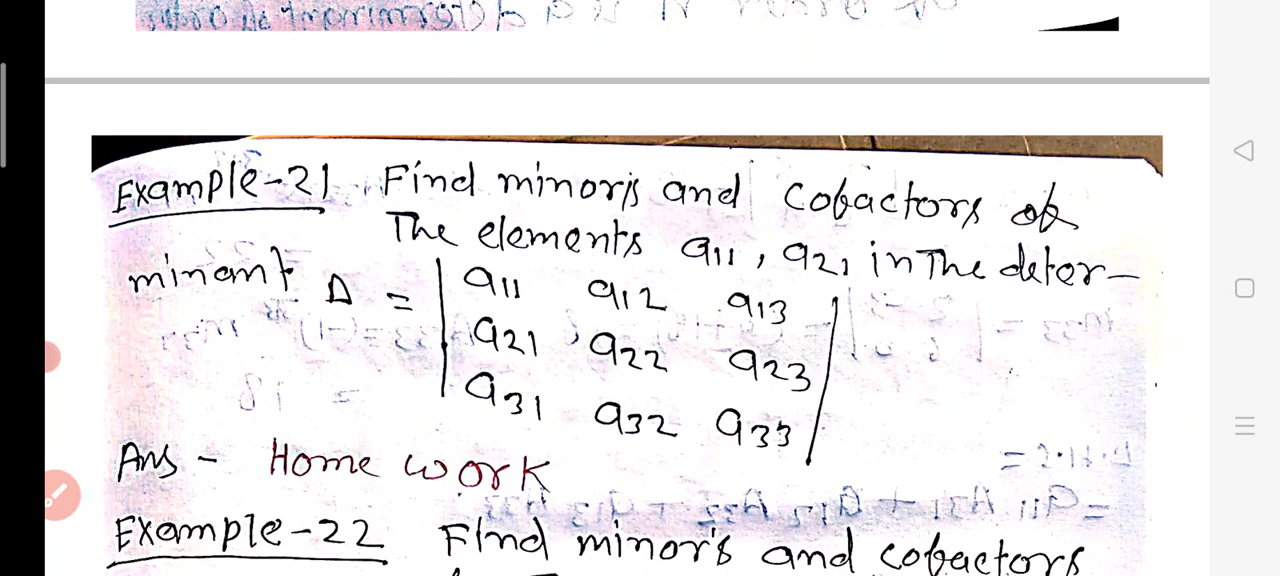 Example-21 Find minors and Cofactors of
The elements a11, a21 in The deter-
minant Δ = | a11 a12 a13 |
a21 a22 a23
a31 a32 a33
Ans - Home work
Example-22 Find minor's and cofactors